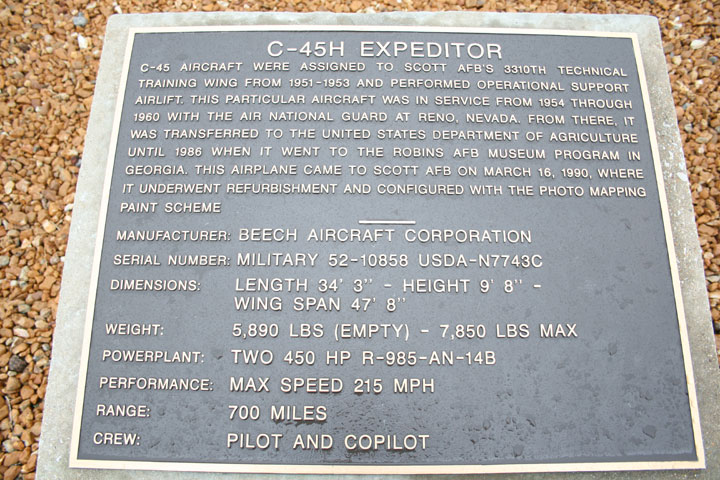 C-45H EXPEDITOR
C-45 AIRCRAFT WERE ASSIGNED TO SCOTT AFB'S 3310TH TECHNICAL
TRAINING WING FROM 1951-1953 AND PERFORMED OPERATIONAL SUPPORT
AIRLIFT. THIS PARTICULAR AIRCRAFT WAS IN SERVICE FROM 1954 THROUGH
1960 WITH THE AIR NATIONAL GUARD AT RENO, NEVADA. FROM THERE, IT
WAS TRANSFERRED TO THE UNITED STATES DEPARTMENT OF AGRICULTURE
UNTIL 1986 WHEN IT WENT TO THE ROBINS AFB MUSEUM PROGRAM IN
GEORGIA. THIS AIRPLANE CAME TO SCOTT AFB ON MARCH 16, 1990, WHERE
IT UNDERWENT REFURBISHMENT AND CONFIGURED WITH THE PHOTO MAPPING
PAINT SCHEME
MANUFACTURER: BEECH AIRCRAFT CORPORATION
SERIAL NUMBER: MILITARY 52-10858 USDA-N7743C
DIMENSIONS: LENGTH 34' 3'' - HEIGHT 9' 8'' -
WING SPAN 47' 8''
WEIGHT: 5,890 LBS (EMPTY) - 7,850 LBS MAX
POWERPLANT: TWO 450 HP R-985-AN-14B
PERFORMANCE: MAX SPEED 215 MPH
RANGE: 700 MILES
CREW: PILOT AND COPILOT